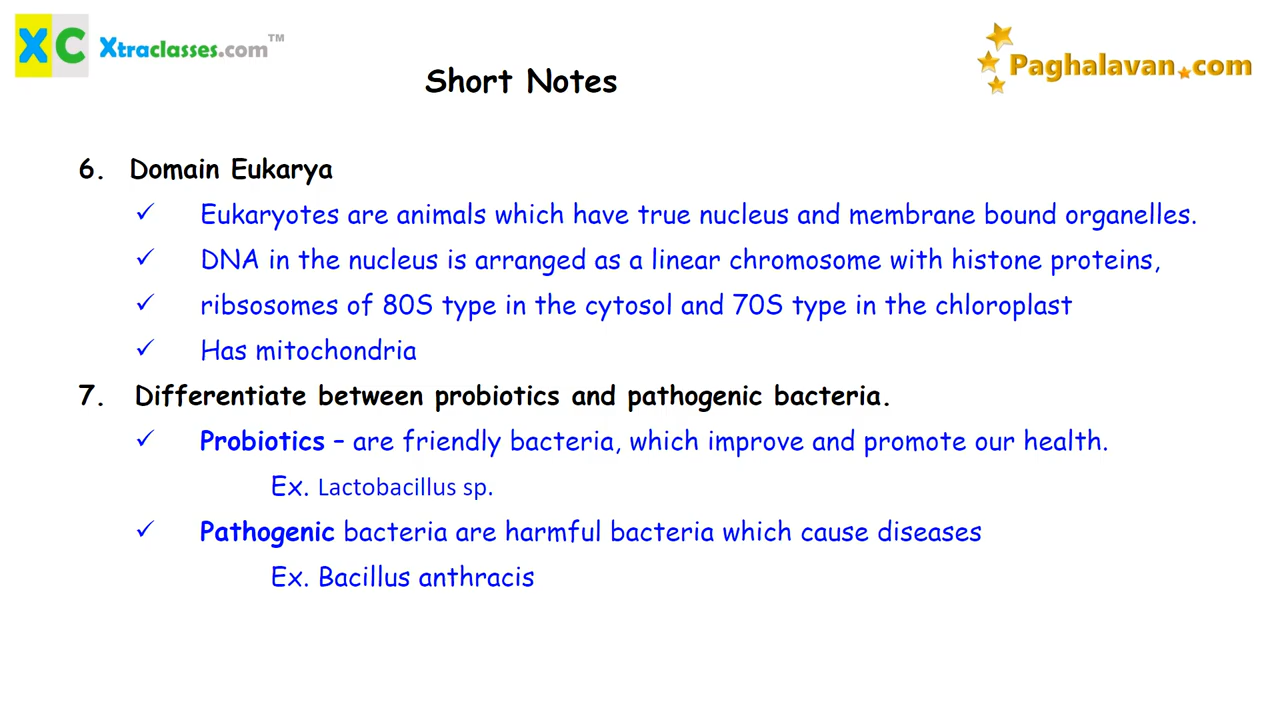 XC Xtraclasses.com™
Paghalavan.com
Short Notes
6. Domain Eukarya
✓ Eukaryotes are animals which have true nucleus and membrane bound organelles.
✓ DNA in the nucleus is arranged as a linear chromosome with histone proteins,
✓ ribsosomes of 80S type in the cytosol and 70S type in the chloroplast
✓ Has mitochondria
7. Differentiate between probiotics and pathogenic bacteria.
✓ Probiotics – are friendly bacteria, which improve and promote our health.
Ex. Lactobacillus sp.
✓ Pathogenic bacteria are harmful bacteria which cause diseases
Ex. Bacillus anthracis